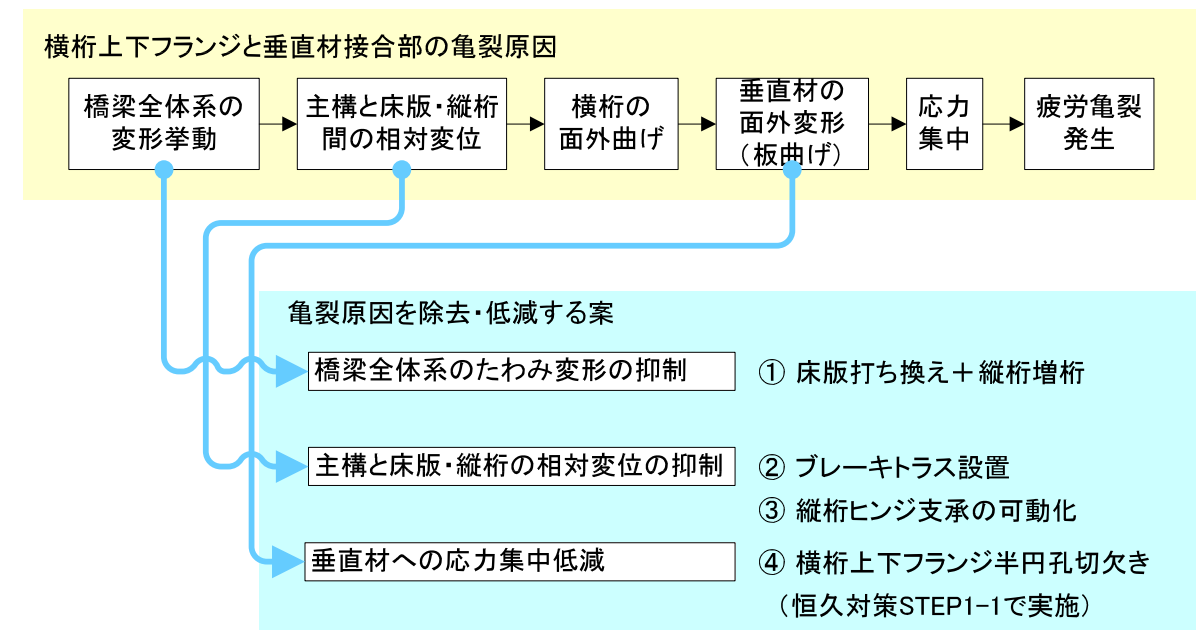 横桁上下フランジと垂直材接合部の亀裂原因
橋梁全体系の
変形挙動
主構と床版・縦桁
間の相対変位
横桁の
面外曲げ
垂直材の
面外変形
（板曲げ）
応力
集中
疲労亀裂
発生
亀裂原因を除去・低減する案
橋梁全体系のたわみ変形の抑制
① 床版打ち換え＋縦桁増桁
主構と床版・縦桁の相対変位の抑制
② ブレーキトラス設置
③ 縦桁ヒンジ支承の可動化
垂直材への応力集中低減
④ 横桁上下フランジ半円孔切欠き
（恒久対策STEP1-1で実施）